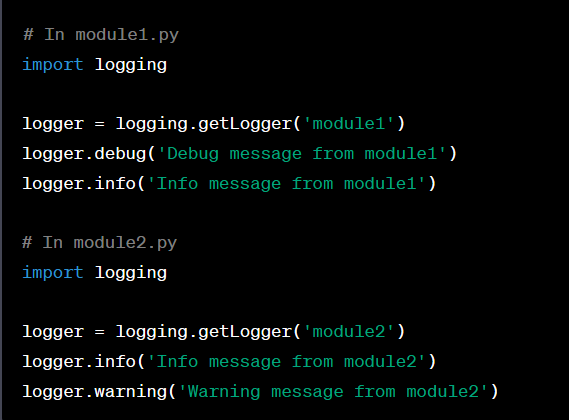 # In module1.py
import logging
logger = logging.getLogger('module1')
logger.debug('Debug message from module1')
logger.info('Info message from module1')
# In module2.py
import logging
logger = logging.getLogger('module2')
logger.info('Info message from module2')
logger.warning('Warning message from module2')